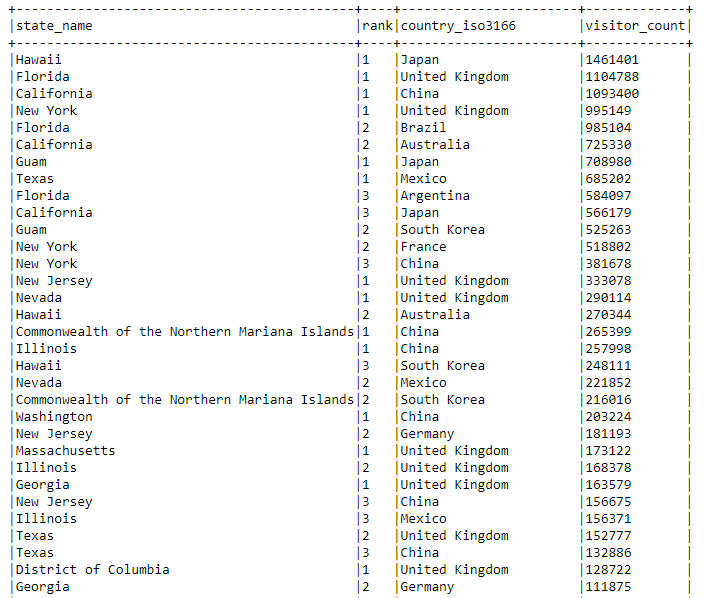 +--------------------------------------------+----+-----------------------+-------------+
|state_name                                  |rank|country_iso3166        |visitor_count|
+--------------------------------------------+----+-----------------------+-------------+
|Hawaii                                      |1   |Japan                  |1461401      |
|Florida                                     |1   |United Kingdom         |1104788      |
|California                                  |1   |China                  |1093400      |
|New York                                    |1   |United Kingdom         |995149       |
|Florida                                     |2   |Brazil                 |985104       |
|California                                  |2   |Australia              |725330       |
|Guam                                        |1   |Japan                  |708980       |
|Texas                                       |1   |Mexico                 |685202       |
|Florida                                     |3   |Argentina              |584097       |
|California                                  |3   |Japan                  |566179       |
|Guam                                        |2   |South Korea            |525263       |
|New York                                    |2   |France                 |518802       |
|New York                                    |3   |China                  |381678       |
|New Jersey                                  |1   |United Kingdom         |333078       |
|Nevada                                      |1   |United Kingdom         |290114       |
|Hawaii                                      |2   |Australia              |270344       |
|Commonwealth of the Northern Mariana Islands|1   |China                  |265399       |
|Illinois                                    |1   |China                  |257998       |
|Hawaii                                      |3   |South Korea            |248111       |
|Nevada                                      |2   |Mexico                 |221852       |
|Commonwealth of the Northern Mariana Islands|2   |South Korea            |216016       |
|Washington                                  |1   |China                  |203224       |
|New Jersey                                  |2   |Germany                |181193       |
|Massachusetts                               |1   |United Kingdom         |173122       |
|Illinois                                    |2   |United Kingdom         |168378       |
|Georgia                                     |1   |United Kingdom         |163579       |
|New Jersey                                  |3   |China                  |156675       |
|Illinois                                    |3   |Mexico                 |156371       |
|Texas                                       |2   |United Kingdom         |152777       |
|Texas                                       |3   |China                  |132886       |
|District of Columbia                        |1   |United Kingdom         |128722       |
|Georgia                                     |2   |Germany                |111875       |